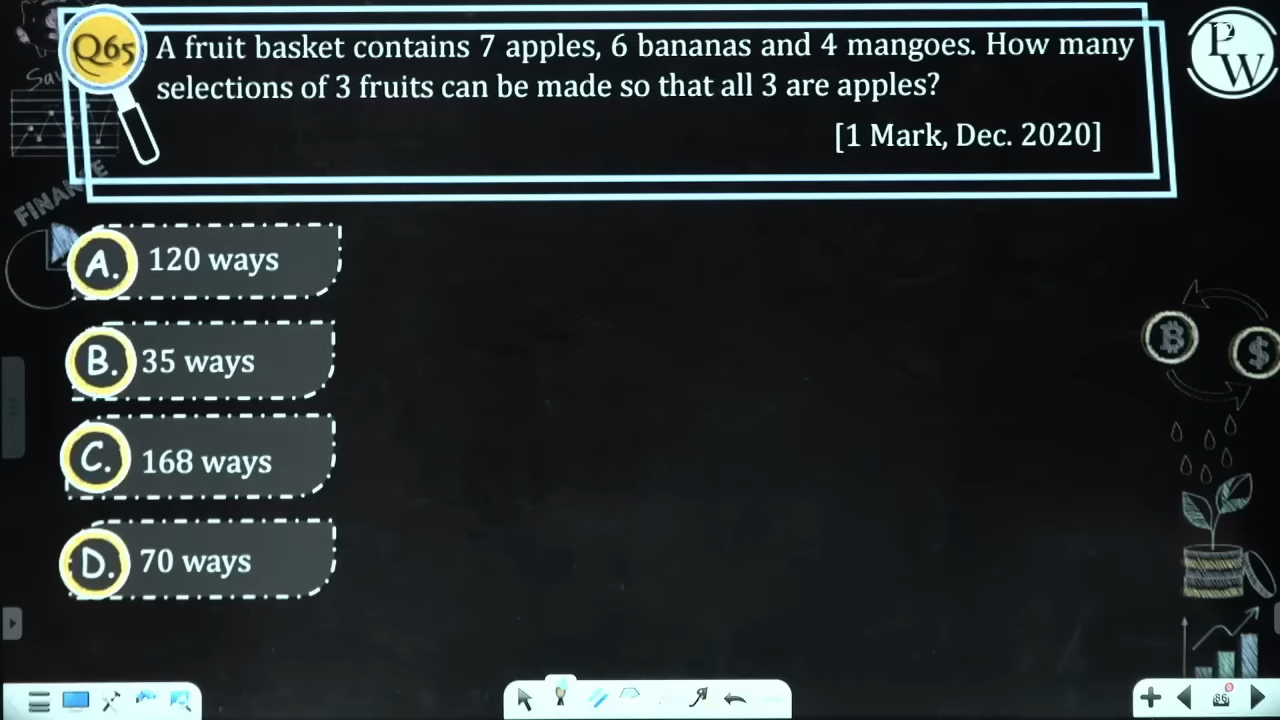 Q65
A fruit basket contains 7 apples, 6 bananas and 4 mangoes. How many
selections of 3 fruits can be made so that all 3 are apples?
[1 Mark, Dec. 2020]
PW
Sav
FINANCE
A. 120 ways
B. 35 ways
C. 168 ways
D. 70 ways